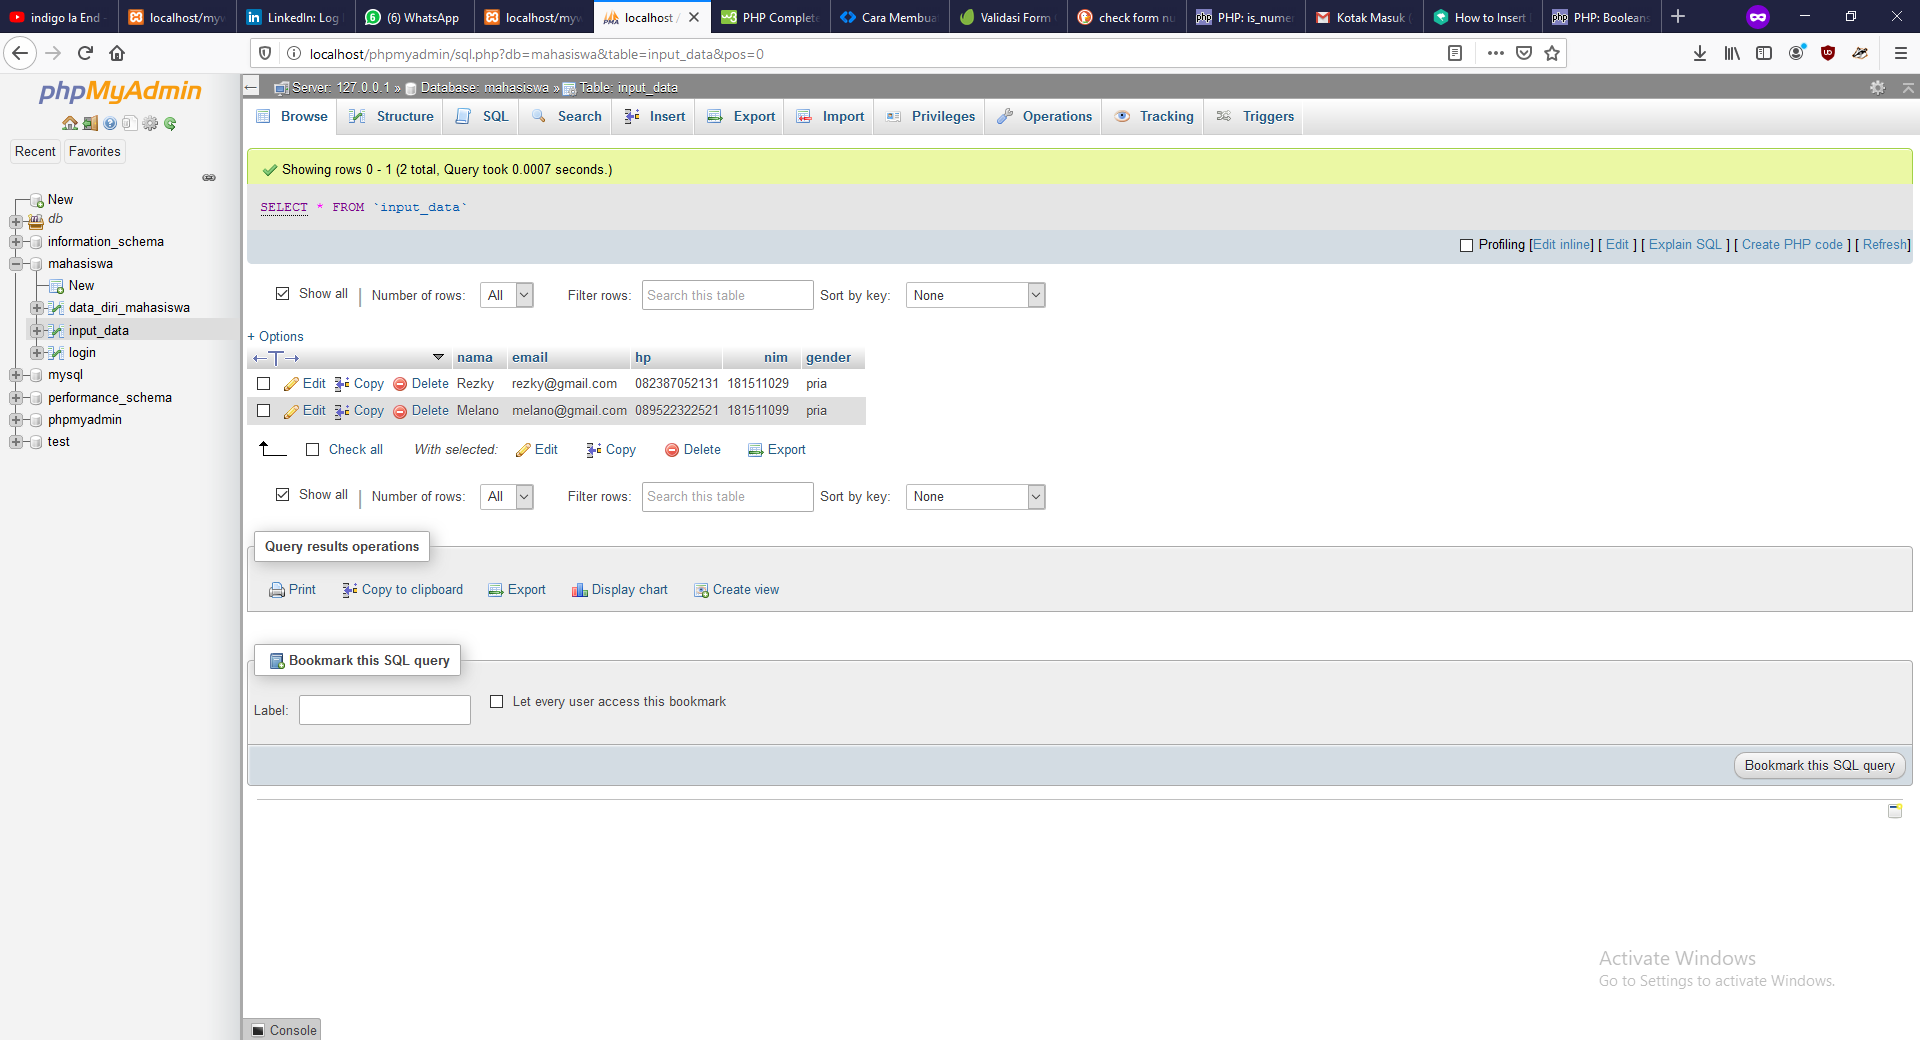 indigo la End
localhost/myw
LinkedIn: Log
(6) WhatsApp
localhost/myw
localhost /
PHP Complete
Cara Membua
Validasi Form
check form nu
PHP: is_numer
Kotak Masuk (
How to Insert
PHP: Booleans
localhost/phpmyadmin/sql.php?db=mahasiswa&table=input_data&pos=0
phpMyAdmin
Recent Favorites
New
db
information_schema
mahasiswa
New
data_diri_mahasiswa
input_data
login
mysql
performance_schema
phpmyadmin
test
Server: 127.0.0.1 » Database: mahasiswa » Table: input_data
Browse Structure SQL Search Insert Export Import Privileges Operations Tracking Triggers
Showing rows 0 - 1 (2 total, Query took 0.0007 seconds.)
SELECT * FROM `input_data`
Profiling [Edit inline] [ Edit ] [ Explain SQL ] [ Create PHP code ] [ Refresh]
Show all | Number of rows: All Filter rows: Search this table Sort by key: None
+ Options
←T→ nama email hp nim gender
Edit Copy Delete Rezky rezky@gmail.com 082387052131 181511029 pria
Edit Copy Delete Melano melano@gmail.com 089522322521 181511099 pria
Check all With selected: Edit Copy Delete Export
Show all | Number of rows: All Filter rows: Search this table Sort by key: None
Query results operations
Print Copy to clipboard Export Display chart Create view
Bookmark this SQL query
Label: Let every user access this bookmark
Bookmark this SQL query
Activate Windows
Go to Settings to activate Windows.
Console